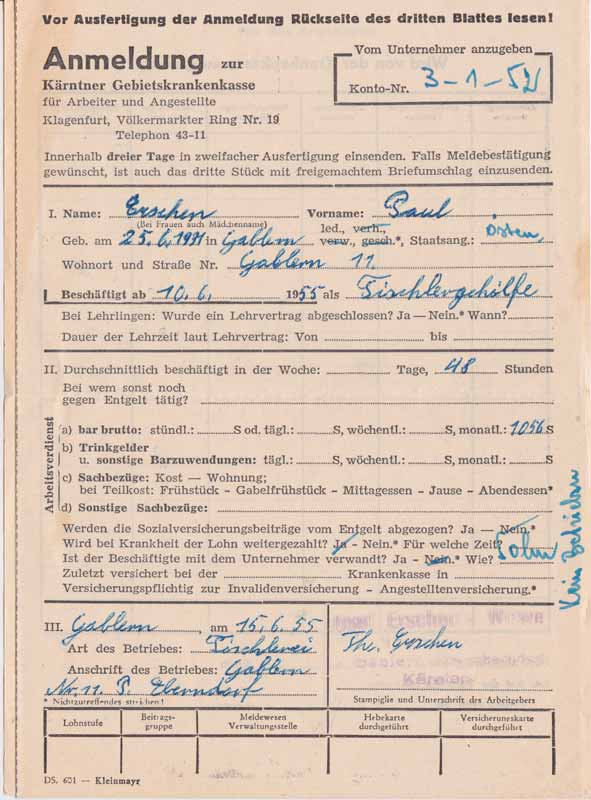 Vor Ausfertigung der Anmeldung Rückseite des dritten Blattes lesen!
Anmeldung zur
Kärntner Gebietskrankenkasse
für Arbeiter und Angestellte
Klagenfurt, Völkermarkter Ring Nr. 19
Telephon 43-11
Vom Unternehmer anzugeben
Konto-Nr. 3-1-52
Innerhalb dreier Tage in zweifacher Ausfertigung einsenden. Falls Meldebestätigung
gewünscht, ist auch das dritte Stück mit freigemachtem Briefumschlag einzusenden.
I. Name: Erschen Vorname: Paul
(Bei Frauen auch Mädchenname)
led., verh.,
Geb. am 25.6.1931 in Gablern verw., gesch.*, Staatsang.: Österr.
Wohnort und Straße Nr. Gablern 11.
Beschäftigt ab 10.6. 1955 als Tischlergehilfe
Bei Lehrlingen: Wurde ein Lehrvertrag abgeschlossen? Ja — Nein.* Wann?
Dauer der Lehrzeit laut Lehrvertrag: Von bis
II. Durchschnittlich beschäftigt in der Woche: Tage, 48 Stunden
Bei wem sonst noch
gegen Entgelt tätig?
Arbeitsverdienst
a) bar brutto: stündl.: S od. tägl.: S, wöchentl.: S, monatl.: 1056 S
b) Trinkgelder
u. sonstige Barzuwendungen: tägl.: S, wöchentl.: S, monatl.: S
c) Sachbezüge: Kost — Wohnung;
bei Teilkost: Frühstück - Gabelfrühstück - Mittagessen - Jause - Abendessen*
d) Sonstige Sachbezüge:
Werden die Sozialversicherungsbeiträge vom Entgelt abgezogen? Ja — Nein.*
Wird bei Krankheit der Lohn weitergezahlt? Ja - Nein.* Für welche Zeit?
Ist der Beschäftigte mit dem Unternehmer verwandt? Ja - Nein.* Wie? Sohn
Zuletzt versichert bei der Krankenkasse in
Versicherungspflichtig zur Invalidenversicherung - Angestelltenversicherung.*
Kein
III. Gablern, am 15.6.55
Art des Betriebes: Tischlerei
Anschrift des Betriebes: Gablern
Nr. 11. P. Eberndorf
* Nichtzutreffendes streichen!
Erschen - Witwe
Th. Erschen
Kärnten
Stampiglie und Unterschrift des Arbeitgebers
Lohnstufe
Beitragsgruppe
Meldewesen Verwaltungsstelle
Hebekarte durchgeführt
Versicherungskarte durchgeführt
DS. 601 — Kleinmayr